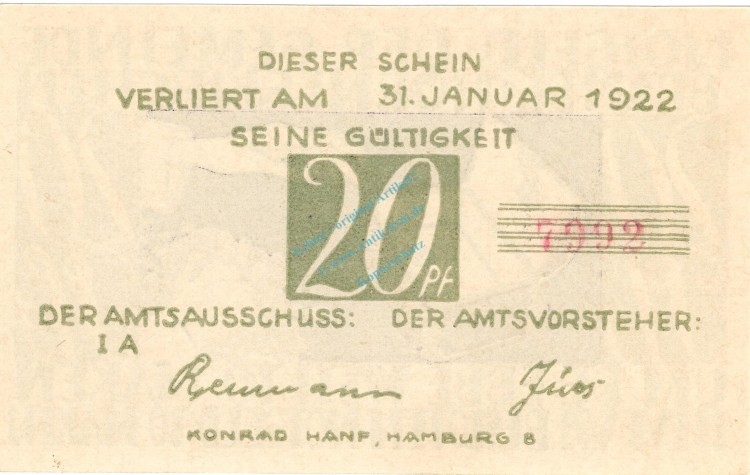 DIESER SCHEIN
VERLIERT AM 31. JANUAR 1922
SEINE GÜLTIGKEIT
20 Pf
7992
DER AMTSAUSSCHUSS: DER AMTSVORSTEHER:
I A
KONRAD HANF, HAMBURG 8